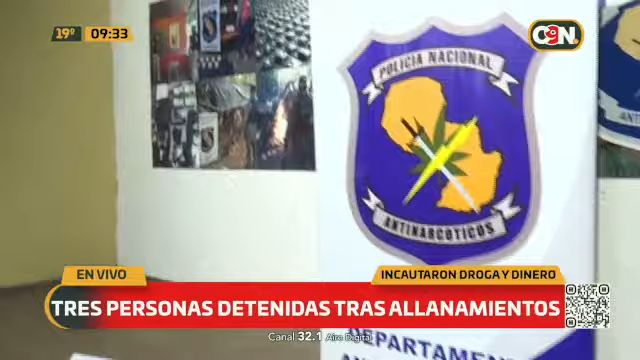 19° 09:33
C9N
POLICIA NACIONAL
ANTINARCOTICOS
EN VIVO
INCAUTARON DROGA Y DINERO
TRES PERSONAS DETENIDAS TRAS ALLANAMIENTOS
Canal 32.1 Aire Digital
DEPARTAMEN